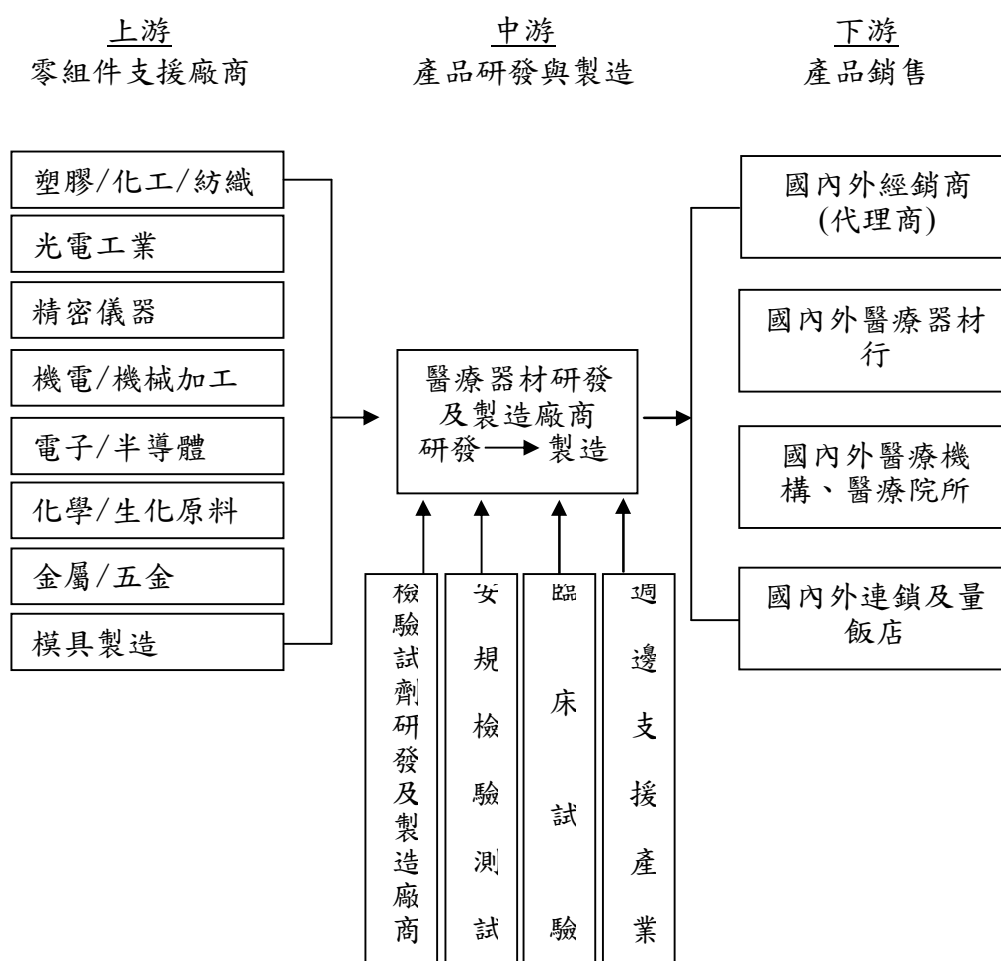 上游
零組件支援廠商
中游
產品研發與製造
下游
產品銷售
塑膠/化工/紡織
光電工業
精密儀器
機電/機械加工
電子/半導體
化學/生化原料
金屬/五金
模具製造
醫療器材研發
及製造廠商
研發→製造
檢驗試劑研發及製造廠商
安規檢驗測試
臨床試驗
週邊支援產業
國內外經銷商
(代理商)
國內外醫療器材
行
國內外醫療機
構、醫療院所
國內外連鎖及量
飯店